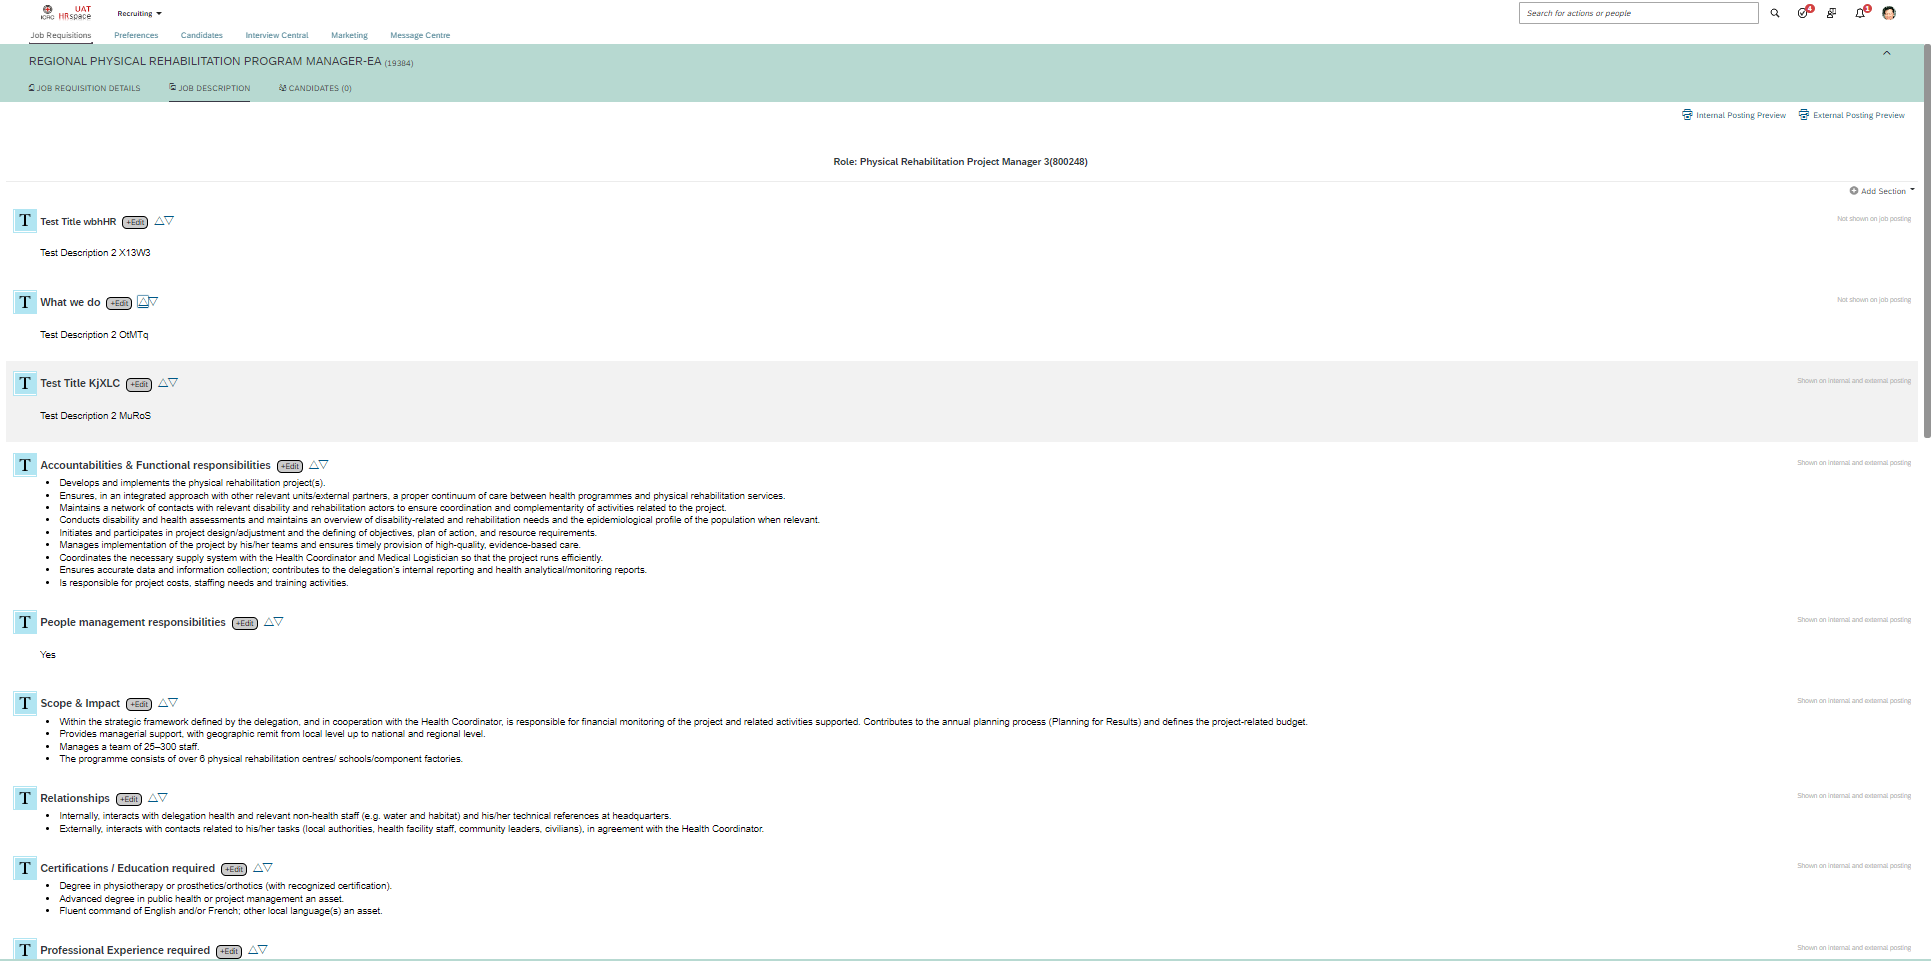 ICRC
UAT
HRspace
Recruiting
Search for actions or people
4
1
Job Requisitions
Preferences
Candidates
Interview Central
Marketing
Message Centre
REGIONAL PHYSICAL REHABILITATION PROGRAM MANAGER-EA (19384)
JOB REQUISITION DETAILS
JOB DESCRIPTION
CANDIDATES (0)
Internal Posting Preview
External Posting Preview
Role: Physical Rehabilitation Project Manager 3(800248)
Add Section
T Test Title wbhHR +Edit
Not shown on job posting
Test Description 2 X13W3
T What we do +Edit
Not shown on job posting
Test Description 2 OtMTq
T Test Title KjXLC +Edit
Shown on internal and external posting
Test Description 2 MuRoS
T Accountabilities & Functional responsibilities +Edit
Shown on internal and external posting
• Develops and implements the physical rehabilitation project(s).
• Ensures, in an integrated approach with other relevant units/external partners, a proper continuum of care between health programmes and physical rehabilitation services.
• Maintains a network of contacts with relevant disability and rehabilitation actors to ensure coordination and complementarity of activities related to the project.
• Conducts disability and health assessments and maintains an overview of disability-related and rehabilitation needs and the epidemiological profile of the population when relevant.
• Initiates and participates in project design/adjustment and the defining of objectives, plan of action, and resource requirements.
• Manages implementation of the project by his/her teams and ensures timely provision of high-quality, evidence-based care.
• Coordinates the necessary supply system with the Health Coordinator and Medical Logistician so that the project runs efficiently.
• Ensures accurate data and information collection; contributes to the delegation's internal reporting and health analytical/monitoring reports.
• Is responsible for project costs, staffing needs and training activities.
T People management responsibilities +Edit
Shown on internal and external posting
Yes
T Scope & Impact +Edit
Shown on internal and external posting
• Within the strategic framework defined by the delegation, and in cooperation with the Health Coordinator, is responsible for financial monitoring of the project and related activities supported. Contributes to the annual planning process (Planning for Results) and defines the project-related budget.
• Provides managerial support, with geographic remit from local level up to national and regional level.
• Manages a team of 25–300 staff.
• The programme consists of over 6 physical rehabilitation centres/ schools/component factories.
T Relationships +Edit
Shown on internal and external posting
• Internally, interacts with delegation health and relevant non-health staff (e.g. water and habitat) and his/her technical references at headquarters.
• Externally, interacts with contacts related to his/her tasks (local authorities, health facility staff, community leaders, civilians), in agreement with the Health Coordinator.
T Certifications / Education required +Edit
Shown on internal and external posting
• Degree in physiotherapy or prosthetics/orthotics (with recognized certification).
• Advanced degree in public health or project management an asset.
• Fluent command of English and/or French; other local language(s) an asset.
T Professional Experience required +Edit
Shown on internal and external posting